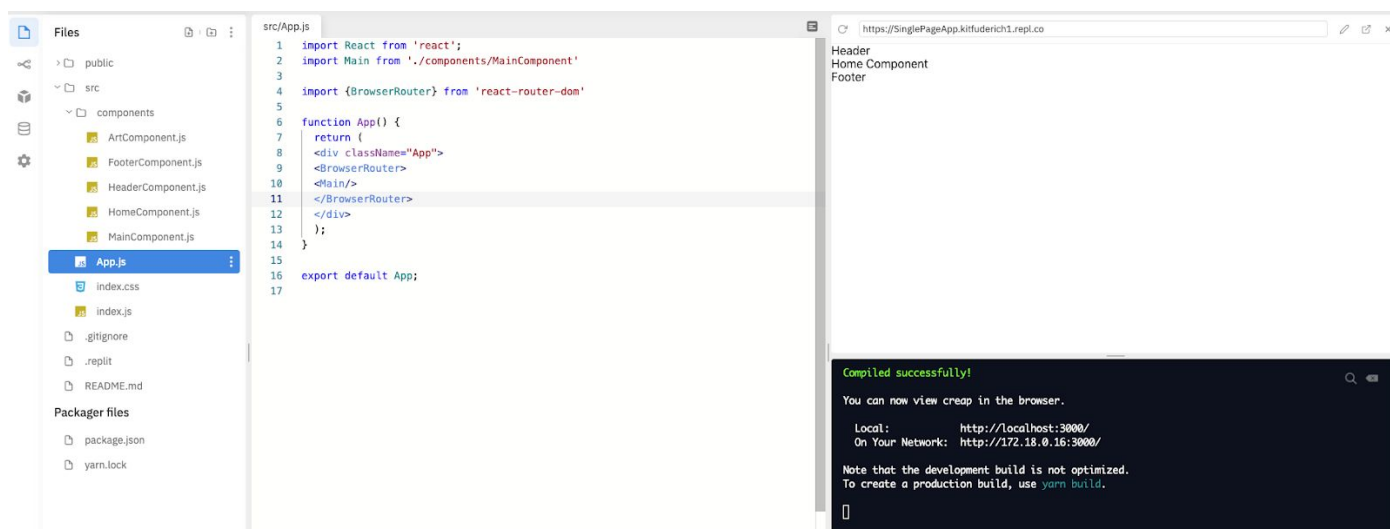 Files
public
src
components
ArtComponent.js
FooterComponent.js
HeaderComponent.js
HomeComponent.js
MainComponent.js
App.js
index.css
index.js
.gitignore
.replit
README.md
Packager files
package.json
yarn.lock
src/App.js
1 import React from 'react';
2 import Main from './components/MainComponent'
3
4 import {BrowserRouter} from 'react-router-dom'
5
6 function App() {
7 return (
8 <div className="App">
9 <BrowserRouter>
10 <Main/>
11 </BrowserRouter>
12 </div>
13 );
14 }
15
16 export default App;
17
https://SinglePageApp.kitfuderich1.repl.co
Header
Home Component
Footer
Compiled successfully!
You can now view creap in the browser.
Local: http://localhost:3000/
On Your Network: http://172.18.0.16:3000/
Note that the development build is not optimized.
To create a production build, use yarn build.